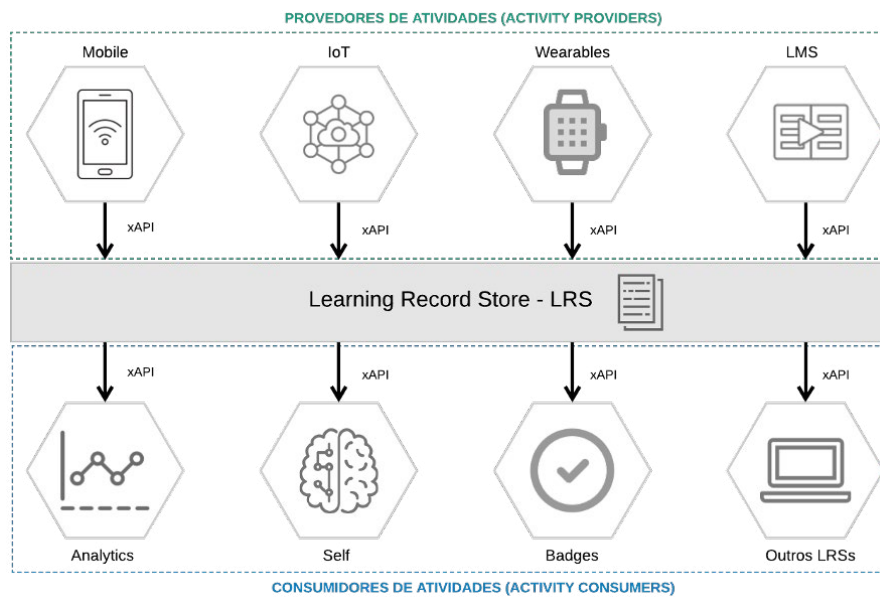 PROVEDORES DE ATIVIDADES (ACTIVITY PROVIDERS)
Mobile IoT Wearables LMS
xAPI xAPI xAPI xAPI
Learning Record Store - LRS
xAPI xAPI xAPI xAPI
Analytics Self Badges Outros LRSs
CONSUMIDORES DE ATIVIDADES (ACTIVITY CONSUMERS)